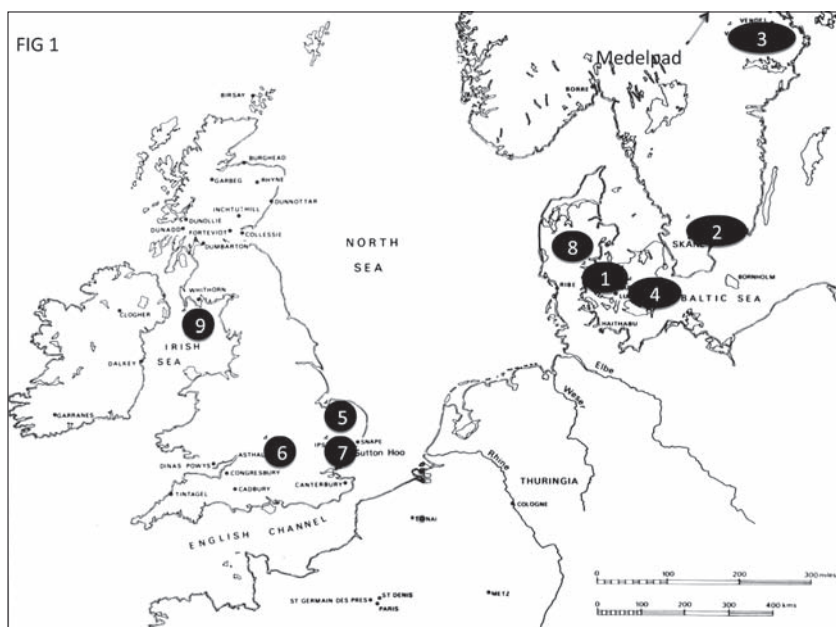 FIG 1
VENDEL
3
Medelpad
BORRE
BIRSAY
BURGHEAD
GARBEG
RHYNE
DUNNOTTAR
INCHTUTHILL
DUNOLLIE
DUNADD
FORTEVIOT
COLLESSIE
DUMBARTON
NORTH
SEA
2
SKANE
8
1
4
BORNHOLM
RIBE
BALTIC SEA
HAITHABU
WHITHORN
CLOGHER
9
IRISH
SEA
DALKEY
Elbe
Weser
GARRANES
5
6
7
SNAPE
Sutton Hoo
DINAS POWYS
CONGRESBURY
CANTERBURY
TINTAGEL
CADBURY
Rhine
THURINGIA
COLOGNE
ENGLISH CHANNEL
ST GERMAIN DES PRES
ST DENIS
PARIS
METZ
0 100 200 300 miles
0 100 200 300 400 kms